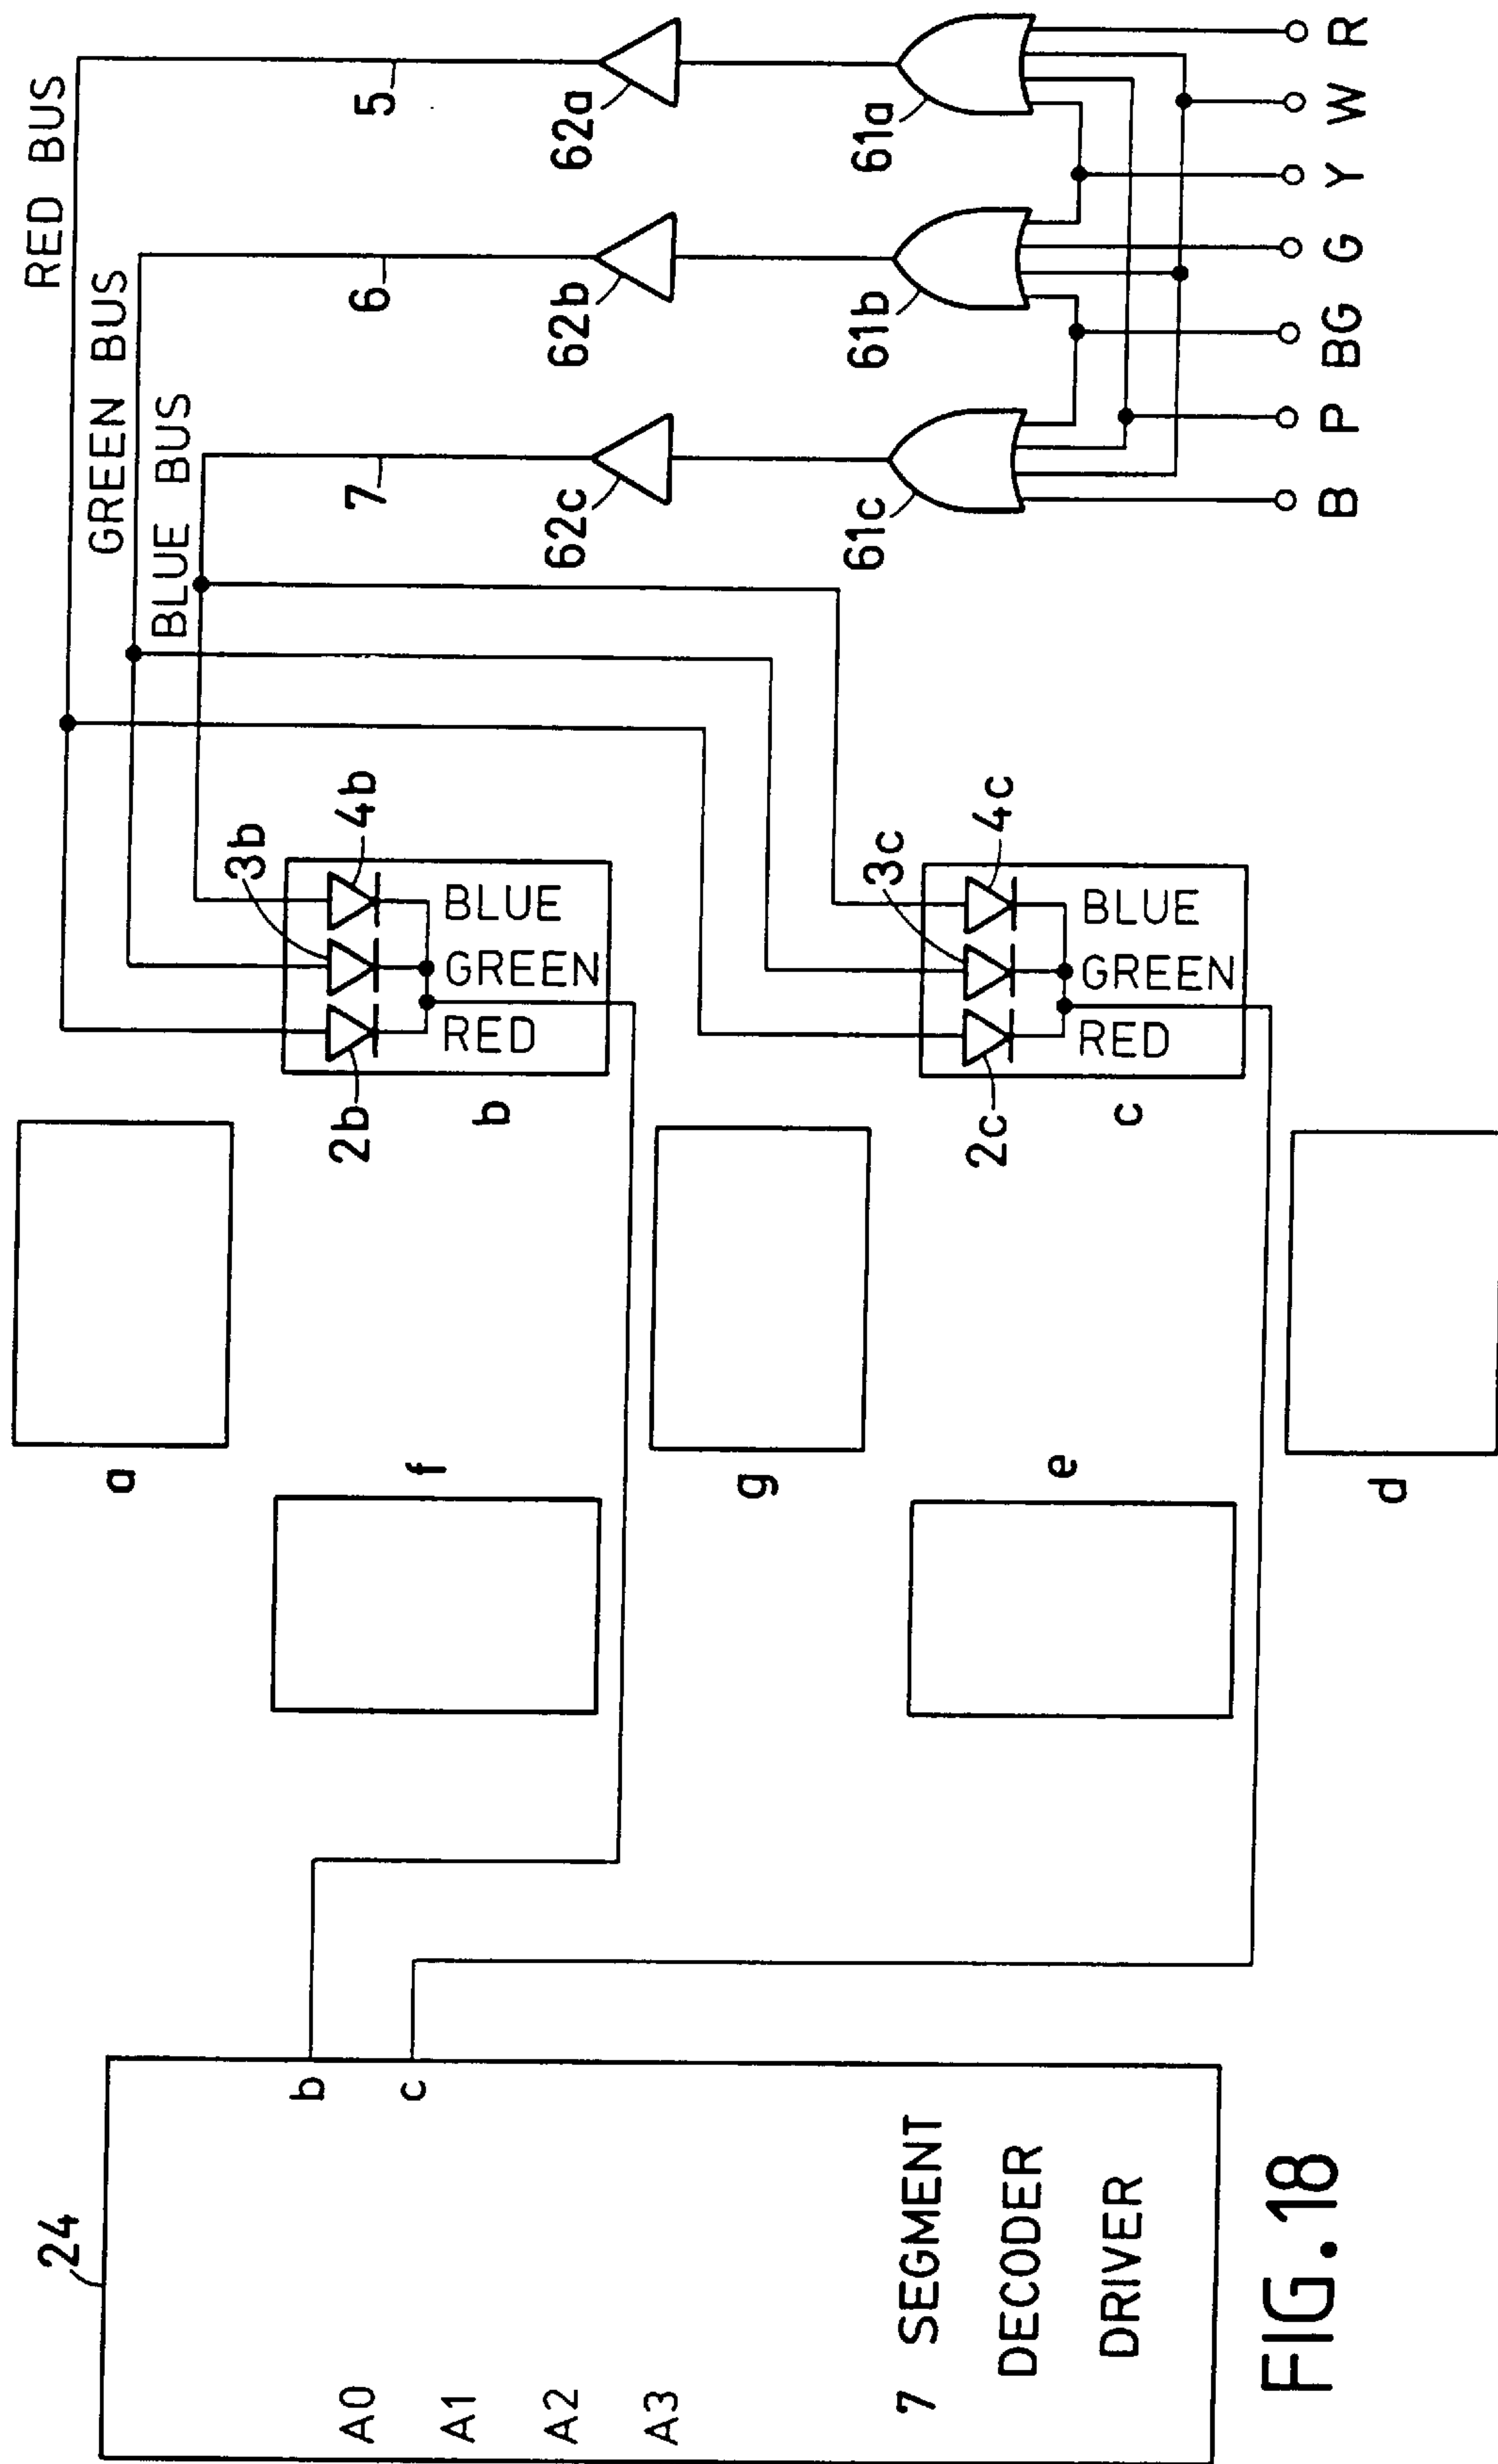 RED BUS
GREEN BUS
BLUE BUS
5
6
7
62a
62b
62c
61a
61b
61c
R
W
Y
G
BG
P
B
2b
3b
4b
RED
GREEN
BLUE
b
2c
3c
4c
RED
GREEN
BLUE
c
a
f
g
e
d
24
b
c
A0
A1
A2
A3
7 SEGMENT
DECODER
DRIVER
FIG. 18